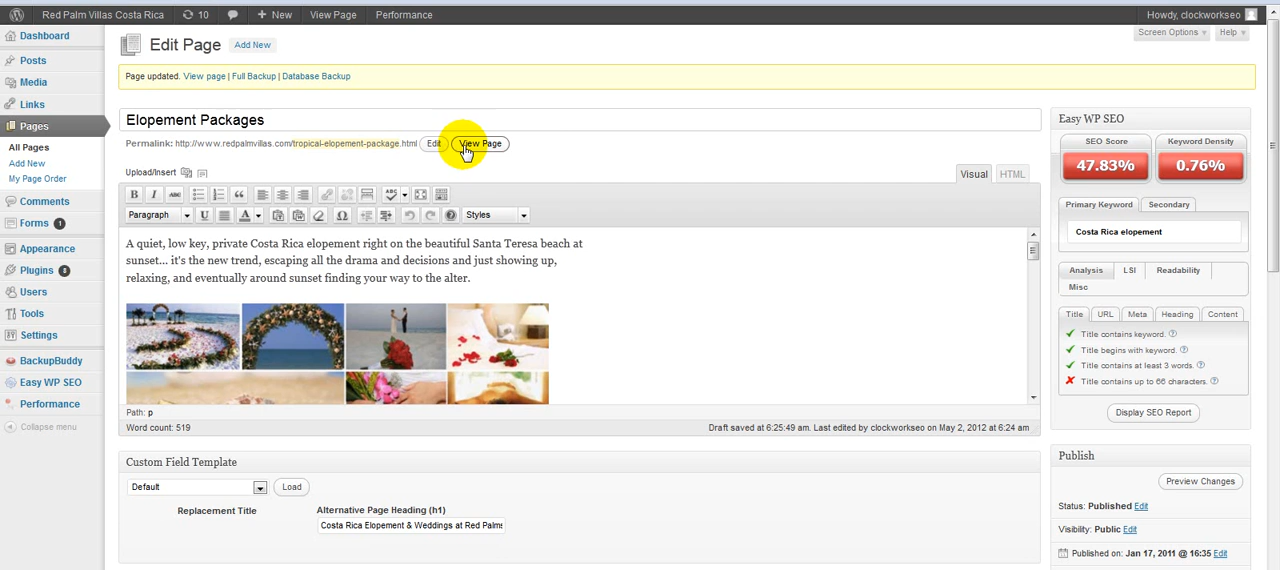 Red Palm Villas Costa Rica 10 + New View Page Performance Howdy, clockworkseo
Screen Options Help
Dashboard
Posts
Media
Links
Pages
All Pages
Add New
My Page Order
Comments
Forms 1
Appearance
Plugins 8
Users
Tools
Settings
BackupBuddy
Easy WP SEO
Performance
Collapse menu
Edit Page Add New
Page updated. View page | Full Backup | Database Backup
Elopement Packages
Permalink: http://www.redpalmvillas.com/tropical-elopement-package.html Edit View Page
Upload/Insert
Visual HTML
B I ABC
Paragraph U A Ω Styles
A quiet, low key, private Costa Rica elopement right on the beautiful Santa Teresa beach at
sunset... it's the new trend, escaping all the drama and decisions and just showing up,
relaxing, and eventually around sunset finding your way to the alter.
Path: p
Word count: 519 Draft saved at 6:25:49 am. Last edited by clockworkseo on May 2, 2012 at 6:24 am
Custom Field Template
Default Load
Replacement Title Alternative Page Heading (h1)
Costa Rica Elopement & Weddings at Red Palms
Easy WP SEO
SEO Score Keyword Density
47.83% 0.76%
Primary Keyword Secondary
Costa Rica elopement
Analysis LSI Readability
Misc
Title URL Meta Heading Content
Title contains keyword.
Title begins with keyword.
Title contains at least 3 words.
Title contains up to 66 characters.
Display SEO Report
Publish
Preview Changes
Status: Published Edit
Visibility: Public Edit
Published on: Jan 17, 2011 @ 16:35 Edit